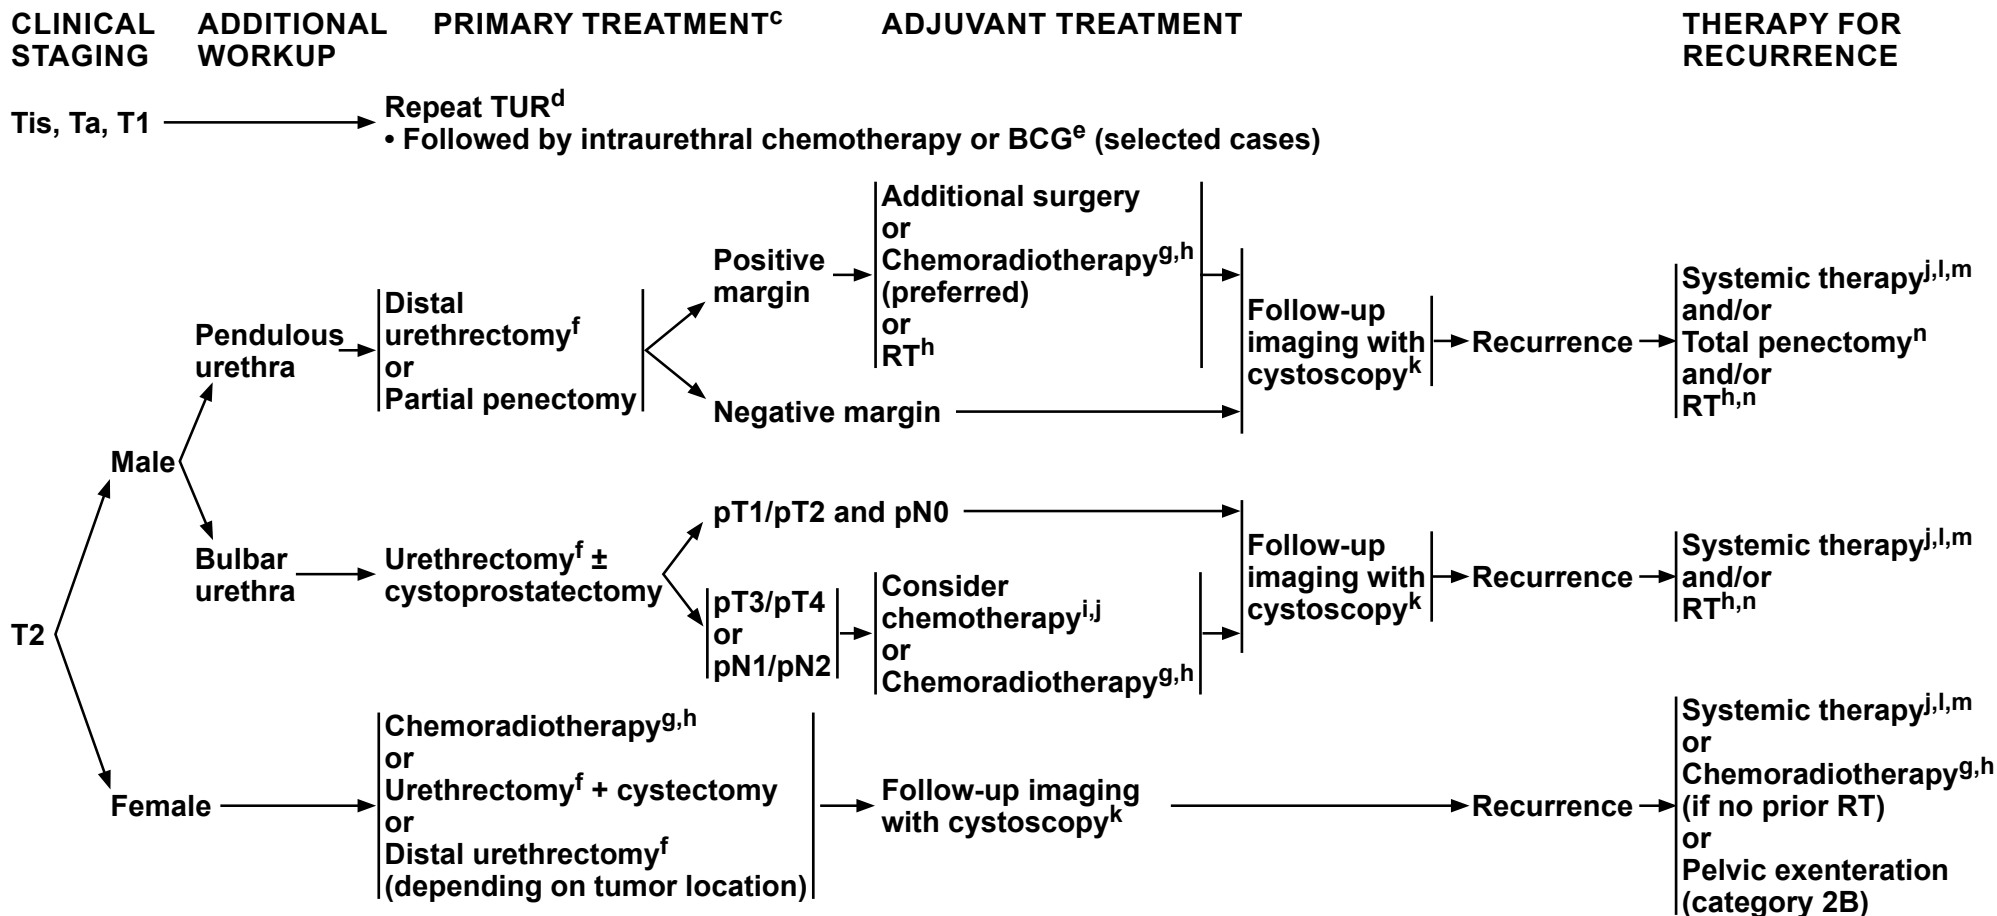 CLINICAL STAGING
ADDITIONAL WORKUP
PRIMARY TREATMENTc
ADJUVANT TREATMENT
THERAPY FOR RECURRENCE
Tis, Ta, T1
Repeat TURd
• Followed by intraurethral chemotherapy or BCGe (selected cases)
T2
Male
Pendulous
urethra
Distal
urethrectomyf
or
Partial penectomy
Positive
margin
Additional surgery
or
Chemoradiotherapyg,h
(preferred)
or
RTh
Negative margin
Follow-up
imaging with
cystoscopyk
Recurrence
Systemic therapyj,l,m
and/or
Total penectomyn
and/or
RTh,n
Bulbar
urethra
Urethrectomyf ±
cystoprostatectomy
pT1/pT2 and pN0
pT3/pT4
or
pN1/pN2
Consider
chemotherapyi,j
or
Chemoradiotherapyg,h
Follow-up
imaging with
cystoscopyk
Recurrence
Systemic therapyj,l,m
and/or
RTh,n
Female
Chemoradiotherapyg,h
or
Urethrectomyf + cystectomy
or
Distal urethrectomyf
(depending on tumor location)
Follow-up imaging
with cystoscopyk
Recurrence
Systemic therapyj,l,m
or
Chemoradiotherapyg,h
(if no prior RT)
or
Pelvic exenteration
(category 2B)